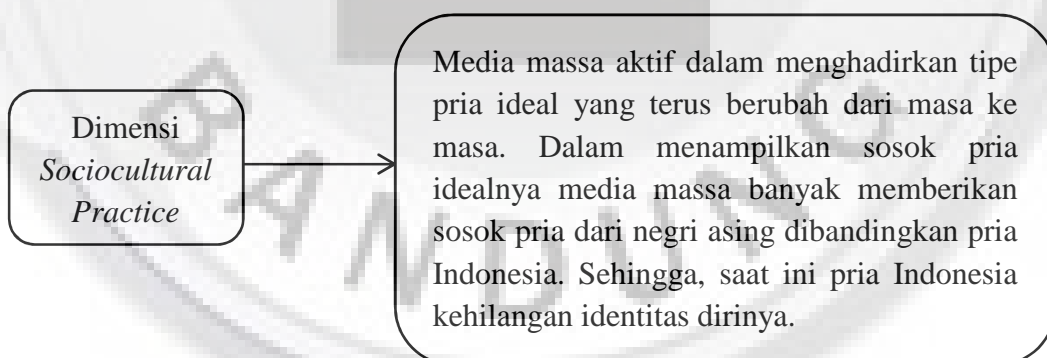 Dimensi
Sociocultural
Practice
Media massa aktif dalam menghadirkan tipe
pria ideal yang terus berubah dari masa ke
masa. Dalam menampilkan sosok pria
idealnya media massa banyak memberikan
sosok pria dari negri asing dibandingkan pria
Indonesia. Sehingga, saat ini pria Indonesia
kehilangan identitas dirinya.
BANDUNG